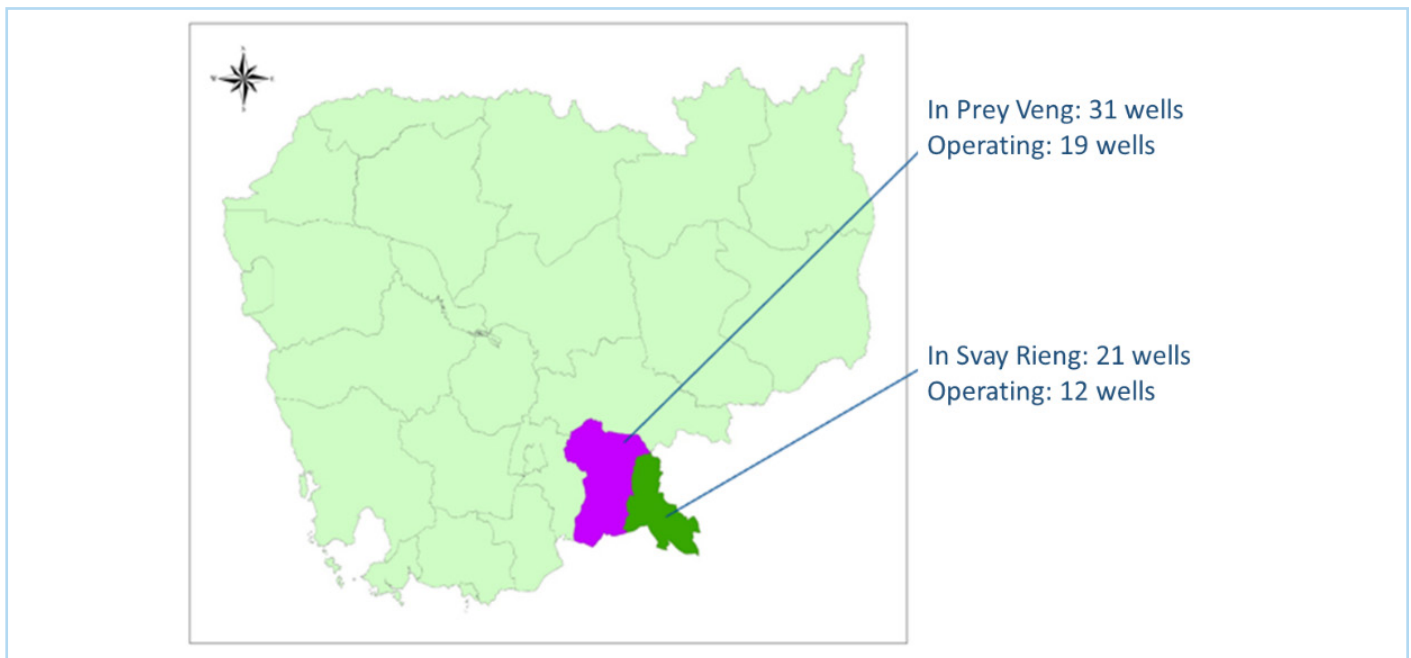 In Prey Veng: 31 wells
Operating: 19 wells
In Svay Rieng: 21 wells
Operating: 12 wells